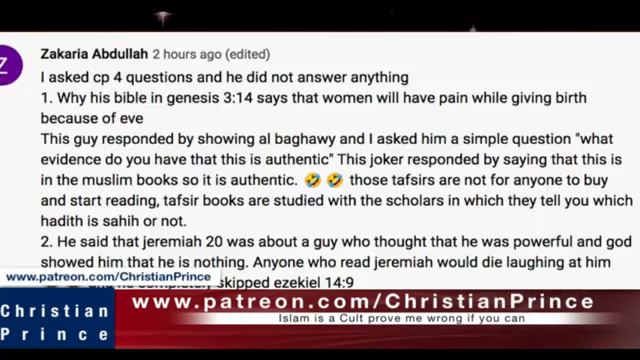 Z
Zakaria Abdullah 2 hours ago (edited)
I asked cp 4 questions and he did not answer anything
1. Why his bible in genesis 3:14 says that women will have pain while giving birth
because of eve
This guy responded by showing al baghawy and I asked him a simple question "what
evidence do you have that this is authentic" This joker responded by saying that this is
in the muslim books so it is authentic. 🤣 🤣 those tafsirs are not for anyone to buy
and start reading, tafsir books are studied with the scholars in which they tell you which
hadith is sahih or not.
2. He said that jeremiah 20 was about a guy who thought that he was powerful and god
showed him that he is nothing. Anyone who read jeremiah would die laughing at him
skipped ezekiel 14:9
www.patreon.com/ChristianPrince
www.patreon.com/ChristianPrince
Christian
Prince
Islam is a Cult prove me wrong if you can